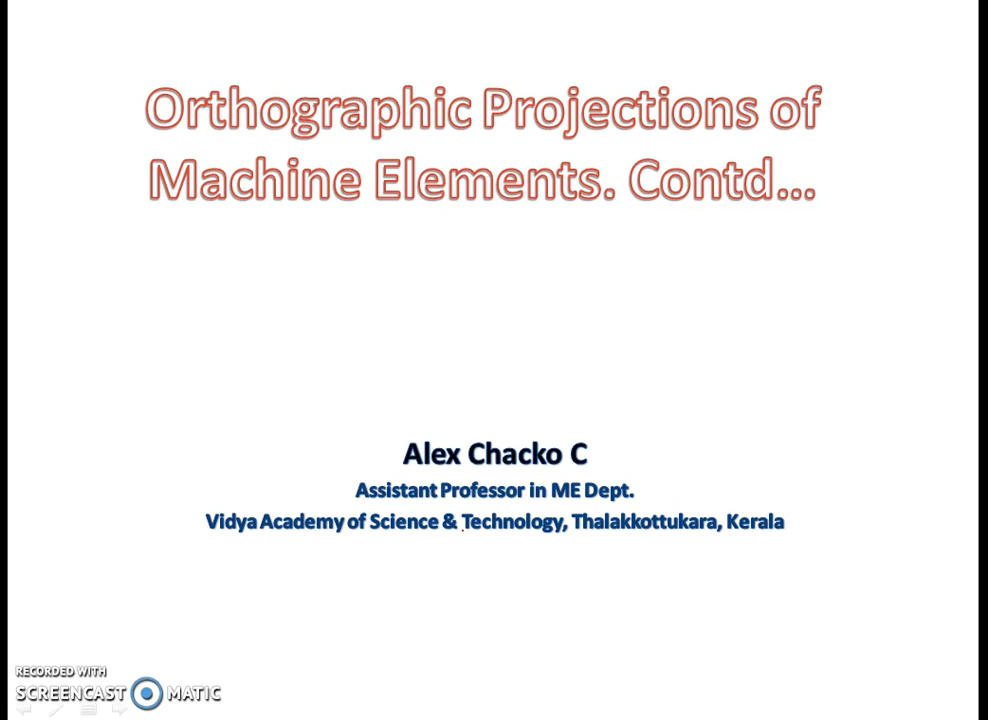 Orthographic Projections of
Machine Elements. Contd...
Alex Chacko C
Assistant Professor in ME Dept.
Vidya Academy of Science & Technology, Thalakkottukara, Kerala
RECORDED WITH
SCREENCAST MATIC